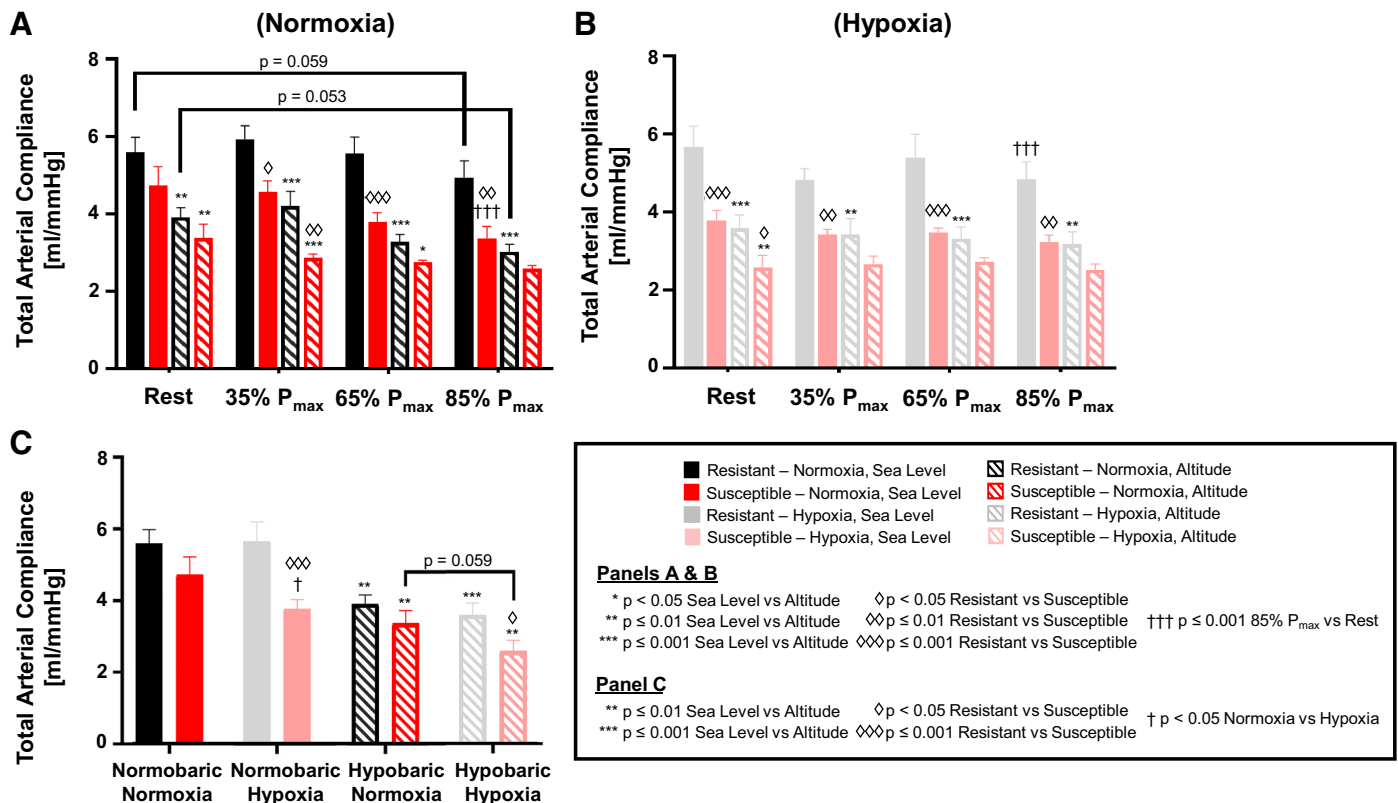 A
(Normoxia)
Total Arterial Compliance
[ml/mmHg]
8
6
4
2
0
p = 0.059
p = 0.053
** **
◊ *** ◊◊ ***
◊◊◊ *** *
◊◊ ††† ***
Rest 35% Pmax 65% Pmax 85% Pmax
B
(Hypoxia)
Total Arterial Compliance
[ml/mmHg]
8
6
4
2
0
◊◊◊ *** ◊ **
◊◊ **
◊◊◊ ***
††† ◊◊ **
Rest 35% Pmax 65% Pmax 85% Pmax
C
Total Arterial Compliance
[ml/mmHg]
8
6
4
2
0
p = 0.059
◊◊◊ †
** **
*** ◊ **
Normobaric Normobaric Hypobaric Hypobaric
Normoxia Hypoxia Normoxia Hypoxia
Resistant – Normoxia, Sea Level Resistant – Normoxia, Altitude
Susceptible – Normoxia, Sea Level Susceptible – Normoxia, Altitude
Resistant – Hypoxia, Sea Level Resistant – Hypoxia, Altitude
Susceptible – Hypoxia, Sea Level Susceptible – Hypoxia, Altitude
Panels A & B
* p < 0.05 Sea Level vs Altitude ◊ p < 0.05 Resistant vs Susceptible
** p ≤ 0.01 Sea Level vs Altitude ◊◊ p ≤ 0.01 Resistant vs Susceptible ††† p ≤ 0.001 85% Pmax vs Rest
*** p ≤ 0.001 Sea Level vs Altitude ◊◊◊ p ≤ 0.001 Resistant vs Susceptible
Panel C
** p ≤ 0.01 Sea Level vs Altitude ◊ p < 0.05 Resistant vs Susceptible † p < 0.05 Normoxia vs Hypoxia
*** p ≤ 0.001 Sea Level vs Altitude ◊◊◊ p ≤ 0.001 Resistant vs Susceptible